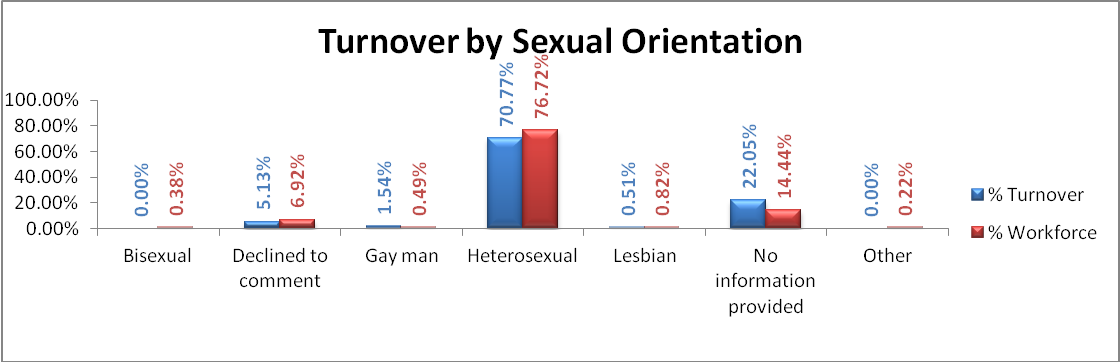 Turnover by Sexual Orientation
100.00%
80.00%
60.00%
40.00%
20.00%
0.00%
0.00%
0.38%
5.13%
6.92%
1.54%
0.49%
70.77%
76.72%
0.51%
0.82%
22.05%
14.44%
0.00%
0.22%
Bisexual
Declined to
comment
Gay man
Heterosexual
Lesbian
No
information
provided
Other
% Turnover
% Workforce